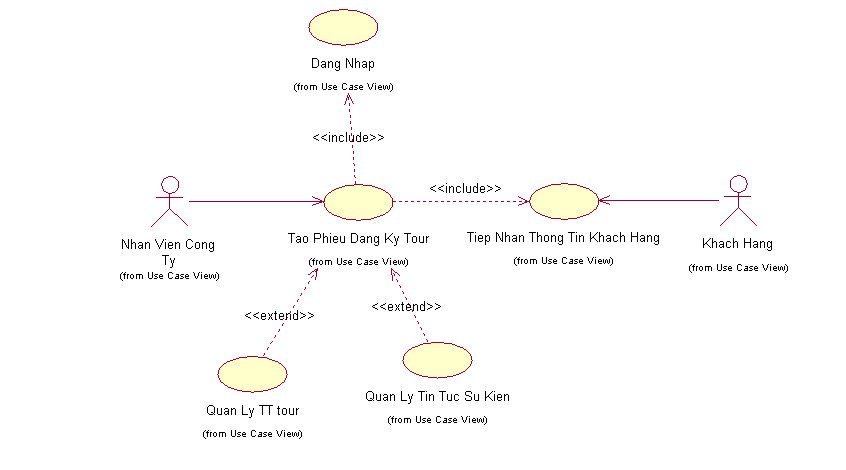 Dang Nhap
(from Use Case View)
<<include>>
<<include>>
Nhan Vien Cong
Ty
(from Use Case View)
Tao Phieu Dang Ky Tour
(from Use Case View)
Tiep Nhan Thong Tin Khach Hang
(from Use Case View)
Khach Hang
(from Use Case View)
<<extend>>
<<extend>>
Quan Ly TT tour
(from Use Case View)
Quan Ly Tin Tuc Su Kien
(from Use Case View)